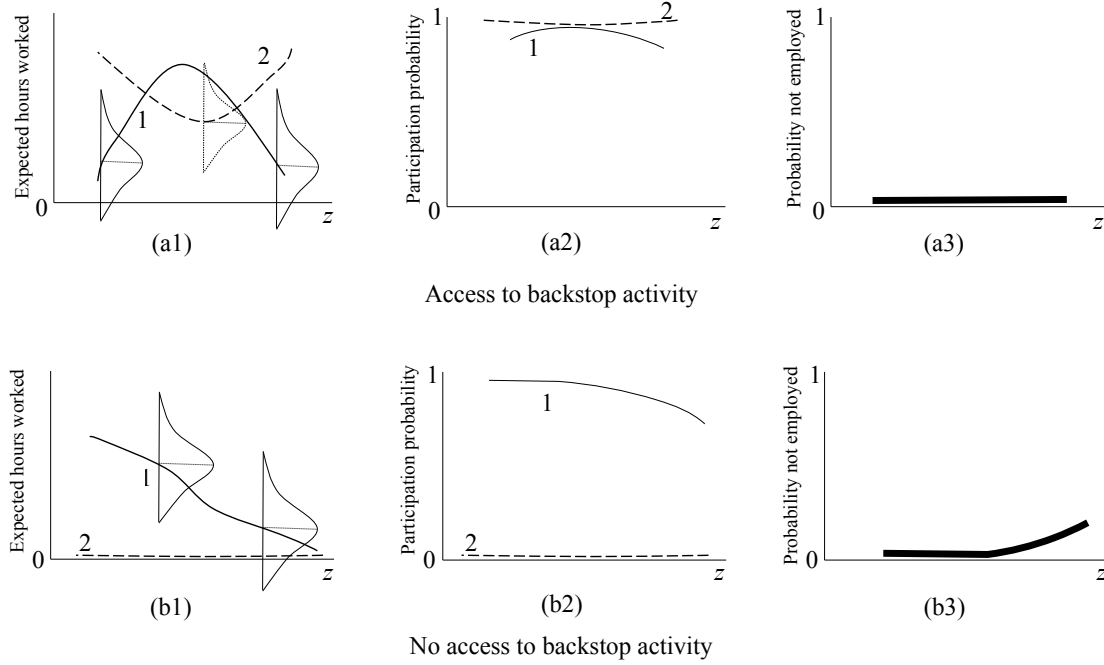 Expected hours worked
2
1
0
z
(a1)
Participation probability
1
2
1
0
z
(a2)
Probability not employed
1
0
z
(a3)
Access to backstop activity
Expected hours worked
1
2
0
z
(b1)
Participation probability
1
1
2
0
z
(b2)
Probability not employed
1
0
z
(b3)
No access to backstop activity